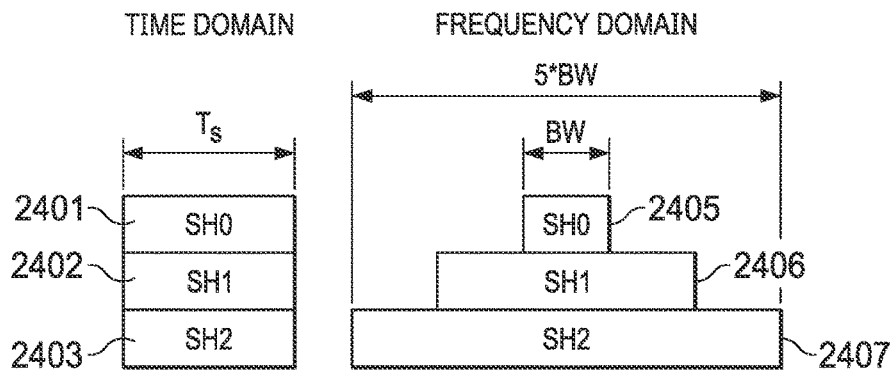 TIME DOMAIN
FREQUENCY DOMAIN
5*BW
Ts
BW
2401
SH0
SH0
2405
2402
SH1
SH1
2406
2403
SH2
SH2
2407